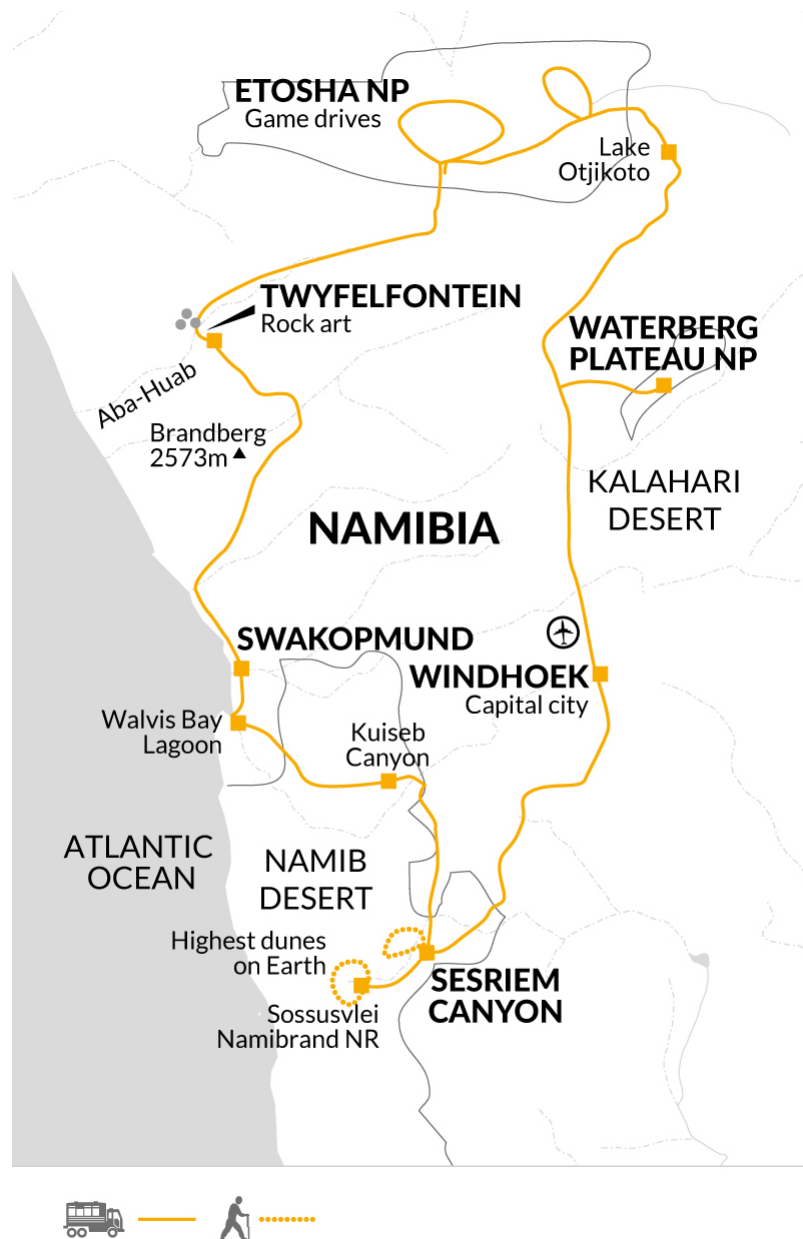 ETOSHA NP
Game drives
Lake
Otjikoto
TWYFELFONTEIN
Rock art
WATERBERG
PLATEAU NP
Aba-Huab
Brandberg
2573m
KALAHARI
DESERT
NAMIBIA
SWAKOPMUND
WINDHOEK
Capital city
Walvis Bay
Lagoon
Kuiseb
Canyon
ATLANTIC
OCEAN
NAMIB
DESERT
Highest dunes
on Earth
SESRIEM
CANYON
Sossusvlei
Namibrand NR